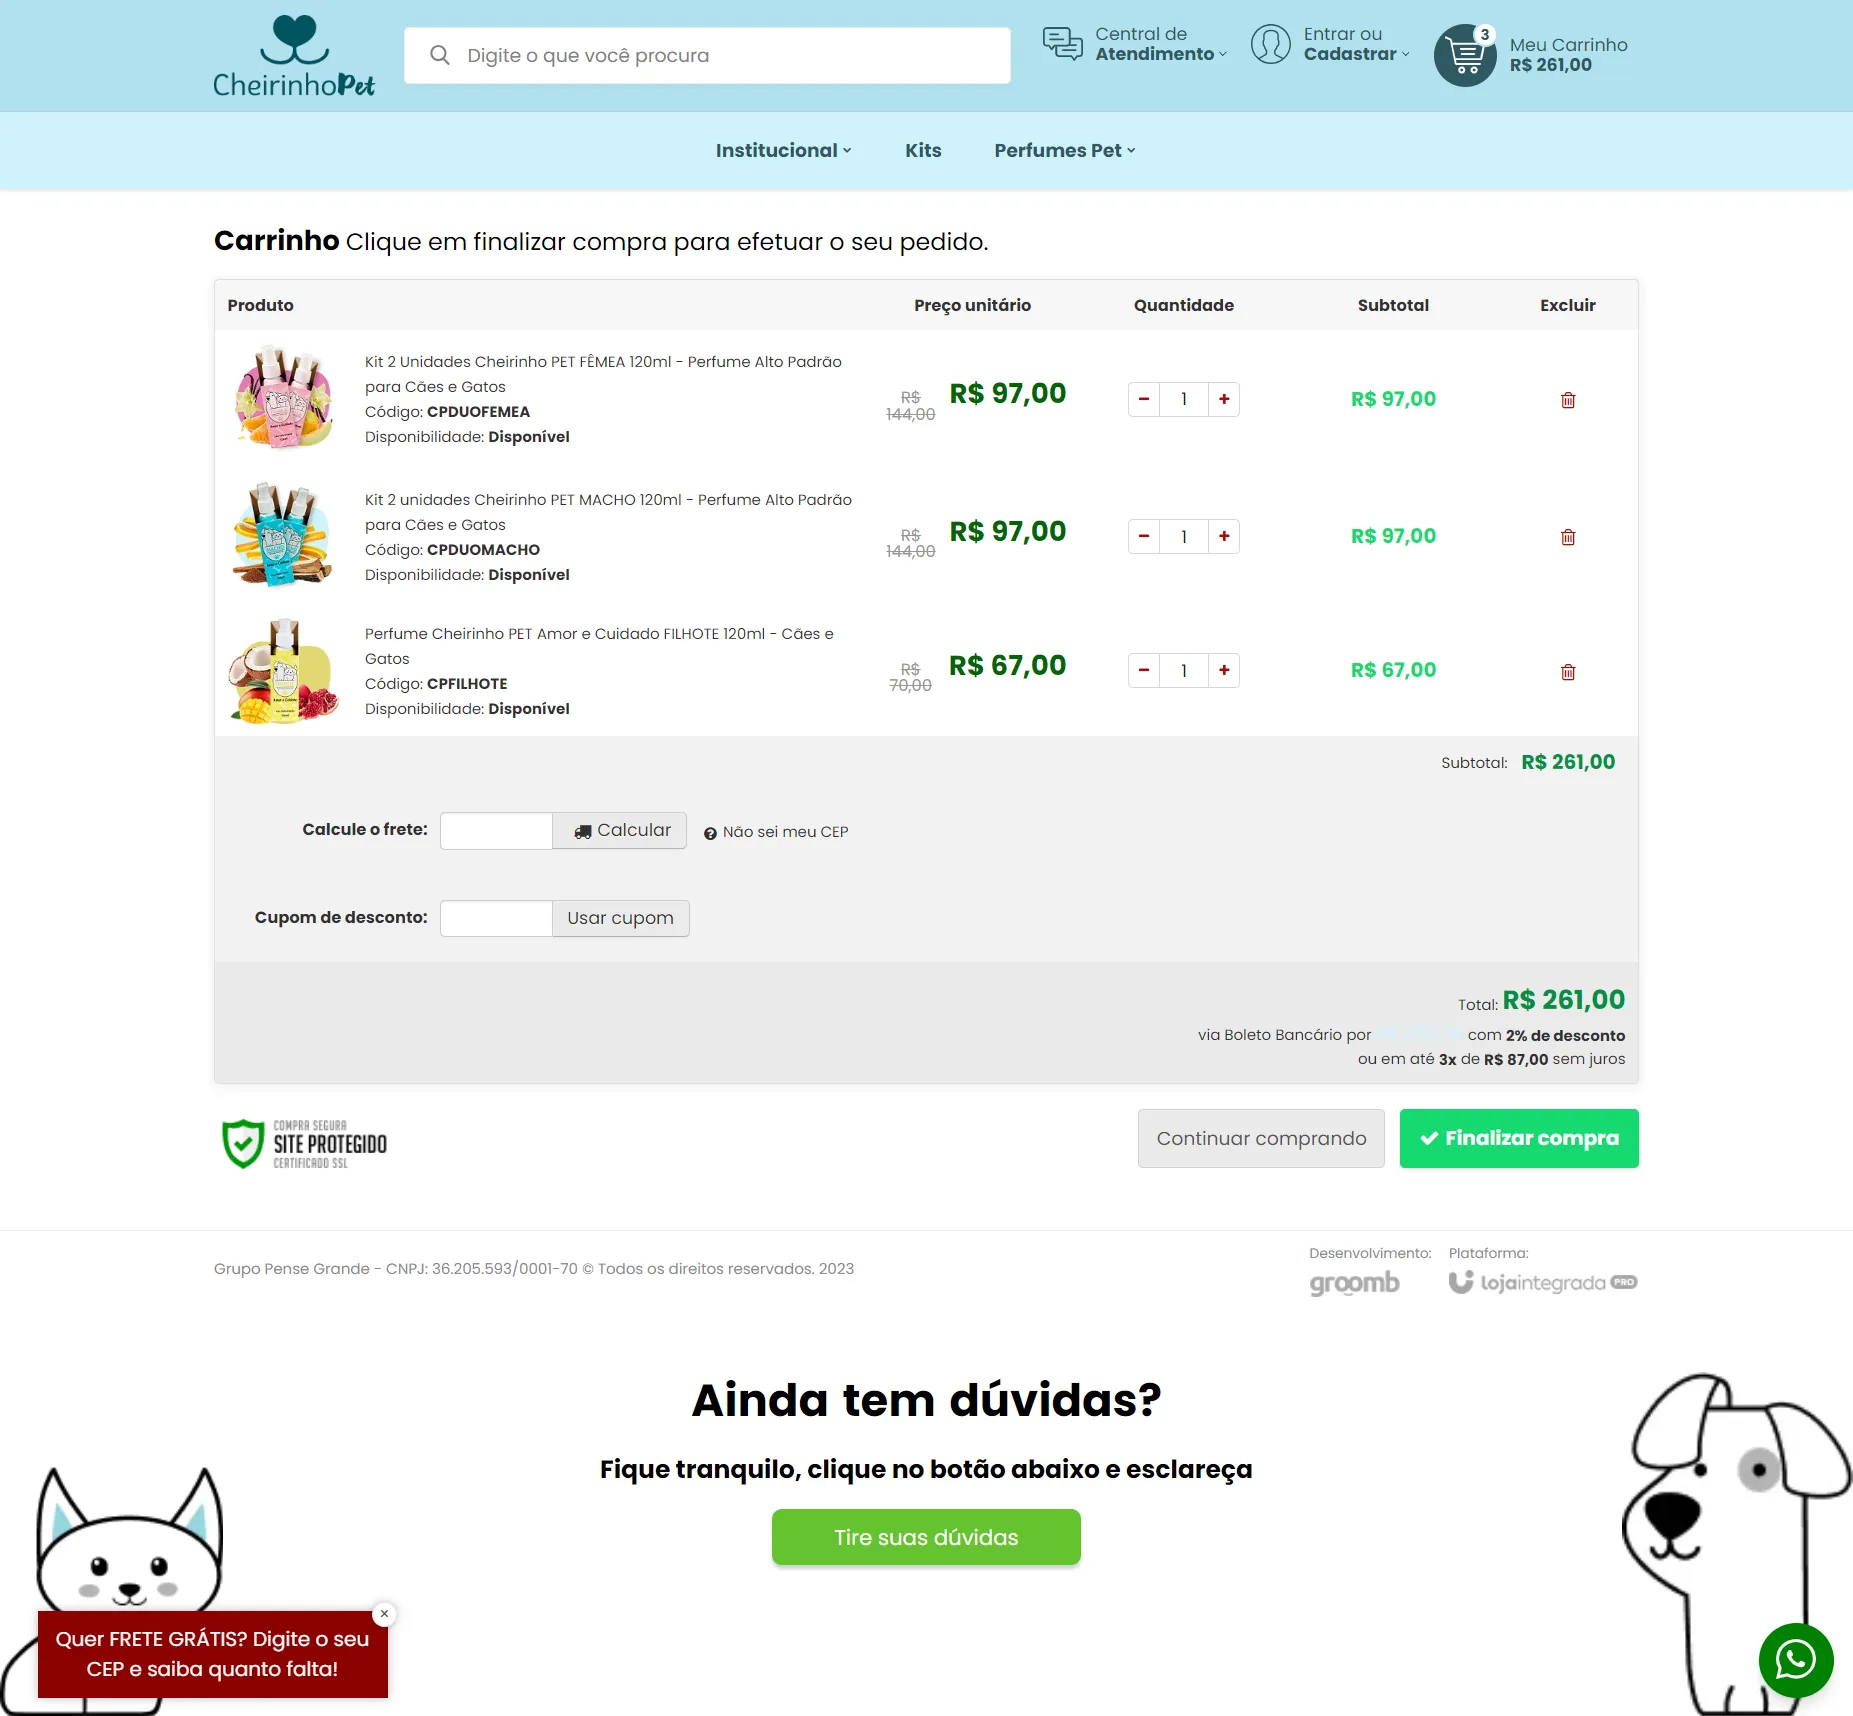 CheirinhoPet
Digite o que você procura
Central de
Atendimento
Entrar ou
Cadastrar
3
Meu Carrinho
R$ 261,00
Institucional
Kits
Perfumes Pet
Carrinho Clique em finalizar compra para efetuar o seu pedido.
Produto
Preço unitário
Quantidade
Subtotal
Excluir
Kit 2 Unidades Cheirinho PET FÊMEA 120ml - Perfume Alto Padrão
para Cães e Gatos
Código: CPDUOFEMEA
Disponibilidade: Disponível
R$
144,00
R$ 97,00
- 1 +
R$ 97,00
Kit 2 unidades Cheirinho PET MACHO 120ml - Perfume Alto Padrão
para Cães e Gatos
Código: CPDUOMACHO
Disponibilidade: Disponível
R$
144,00
R$ 97,00
- 1 +
R$ 97,00
Perfume Cheirinho PET Amor e Cuidado FILHOTE 120ml - Cães e
Gatos
Código: CPFILHOTE
Disponibilidade: Disponível
R$
70,00
R$ 67,00
- 1 +
R$ 67,00
Subtotal: R$ 261,00
Calcule o frete:
Calcular
Não sei meu CEP
Cupom de desconto:
Usar cupom
Total: R$ 261,00
via Boleto Bancário por com 2% de desconto
ou em até 3x de R$ 87,00 sem juros
COMPRA SEGURA
SITE PROTEGIDO
CERTIFICADO SSL
Continuar comprando
Finalizar compra
Grupo Pense Grande - CNPJ: 36.205.593/0001-70 © Todos os direitos reservados. 2023
Desenvolvimento:
groomb
Plataforma:
lojaintegrada PRO
Ainda tem dúvidas?
Fique tranquilo, clique no botão abaixo e esclareça
Tire suas dúvidas
×
Quer FRETE GRÁTIS? Digite o seu
CEP e saiba quanto falta!